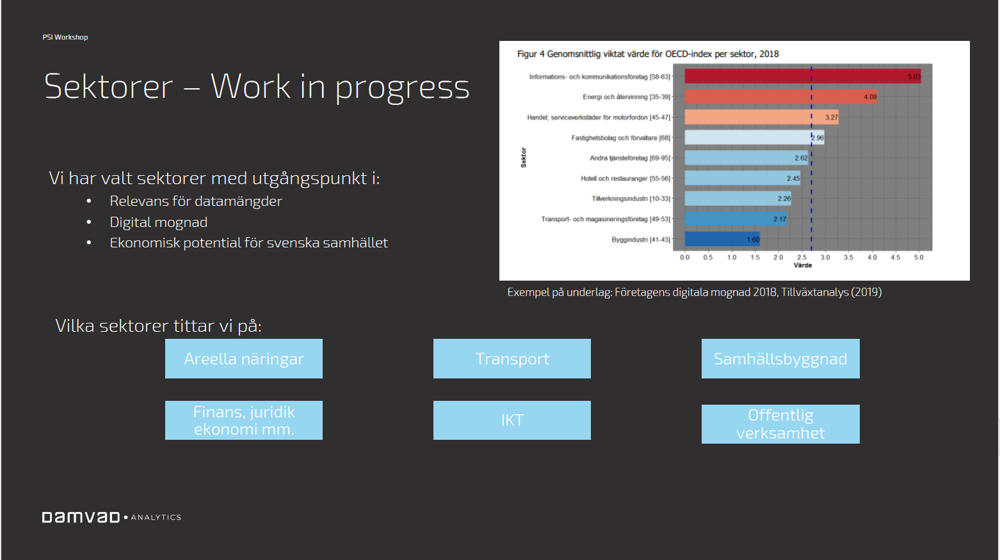 PSI Workshop
Sektorer – Work in progress
Vi har valt sektorer med utgångspunkt i:
• Relevans för datamängder
• Digital mognad
• Ekonomisk potential för svenska samhället
Figur 4 Genomsnittlig viktat värde för OECD-index per sektor, 2018
Sektor
Informations- och kommunikationsföretag [58-63] 5.03
Energi och återvinning [35-39] 4.09
Handel; serviceverkstäder för motorfordon [45-47] 3.27
Fastighetsbolag och förvaltare [68] 2.96
Andra tjänsteföretag [69-95] 2.62
Hotell och restauranger [55-56] 2.45
Tillverkningsindustri [10-33] 2.26
Transport- och magasineringsföretag [49-53] 2.17
Byggindustri [41-43] 1.60
0.0 0.5 1.0 1.5 2.0 2.5 3.0 3.5 4.0 4.5 5.0
Värde
Exempel på underlag: Företagens digitala mognad 2018, Tillväxtanalys (2019)
Vilka sektorer tittar vi på:
Areella näringar
Transport
Samhällsbyggnad
Finans, juridik
ekonomi mm.
IKT
Offentlig
verksamhet
DAMVAD • ANALYTICS